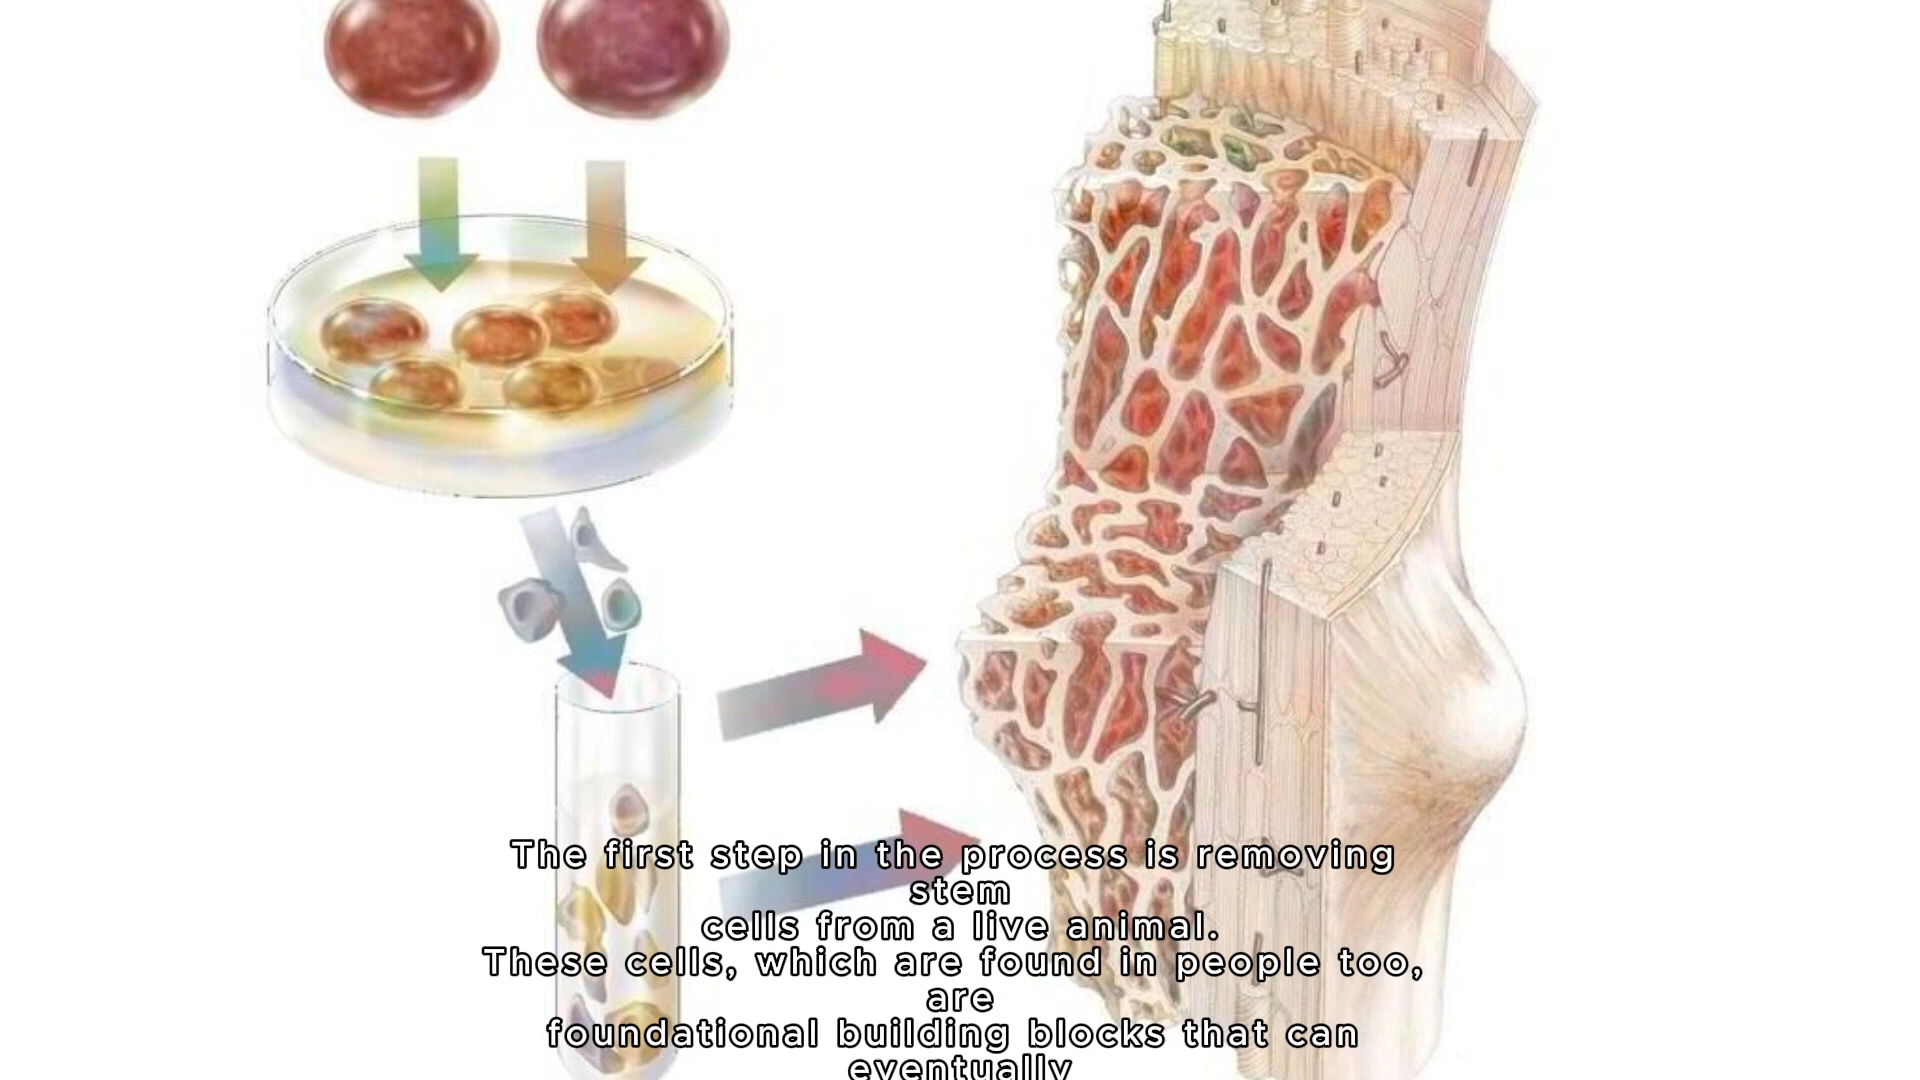 The first step in the process is removing
stem
cells from a live animal.
These cells, which are found in people too,
are
foundational building blocks that can
eventually